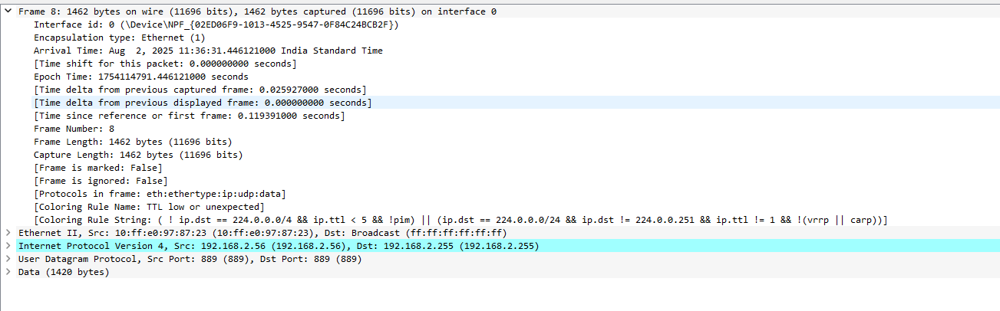 Frame 8: 1462 bytes on wire (11696 bits), 1462 bytes captured (11696 bits) on interface 0
Interface id: 0 (\Device\NPF_{02ED06F9-1013-4525-9547-0F84C24BCB2F})
Encapsulation type: Ethernet (1)
Arrival Time: Aug  2, 2025 11:36:31.446121000 India Standard Time
[Time shift for this packet: 0.000000000 seconds]
Epoch Time: 1754114791.446121000 seconds
[Time delta from previous captured frame: 0.025927000 seconds]
[Time delta from previous displayed frame: 0.000000000 seconds]
[Time since reference or first frame: 0.119391000 seconds]
Frame Number: 8
Frame Length: 1462 bytes (11696 bits)
Capture Length: 1462 bytes (11696 bits)
[Frame is marked: False]
[Frame is ignored: False]
[Protocols in frame: eth:ethertype:ip:udp:data]
[Coloring Rule Name: TTL low or unexpected]
[Coloring Rule String: ( ! ip.dst == 224.0.0.0/4 && ip.ttl < 5 && !pim) || (ip.dst == 224.0.0.0/24 && ip.dst != 224.0.0.251 && ip.ttl != 1 && !(vrrp || carp))]
Ethernet II, Src: 10:ff:e0:97:87:23 (10:ff:e0:97:87:23), Dst: Broadcast (ff:ff:ff:ff:ff:ff)
Internet Protocol Version 4, Src: 192.168.2.56 (192.168.2.56), Dst: 192.168.2.255 (192.168.2.255)
User Datagram Protocol, Src Port: 889 (889), Dst Port: 889 (889)
Data (1420 bytes)